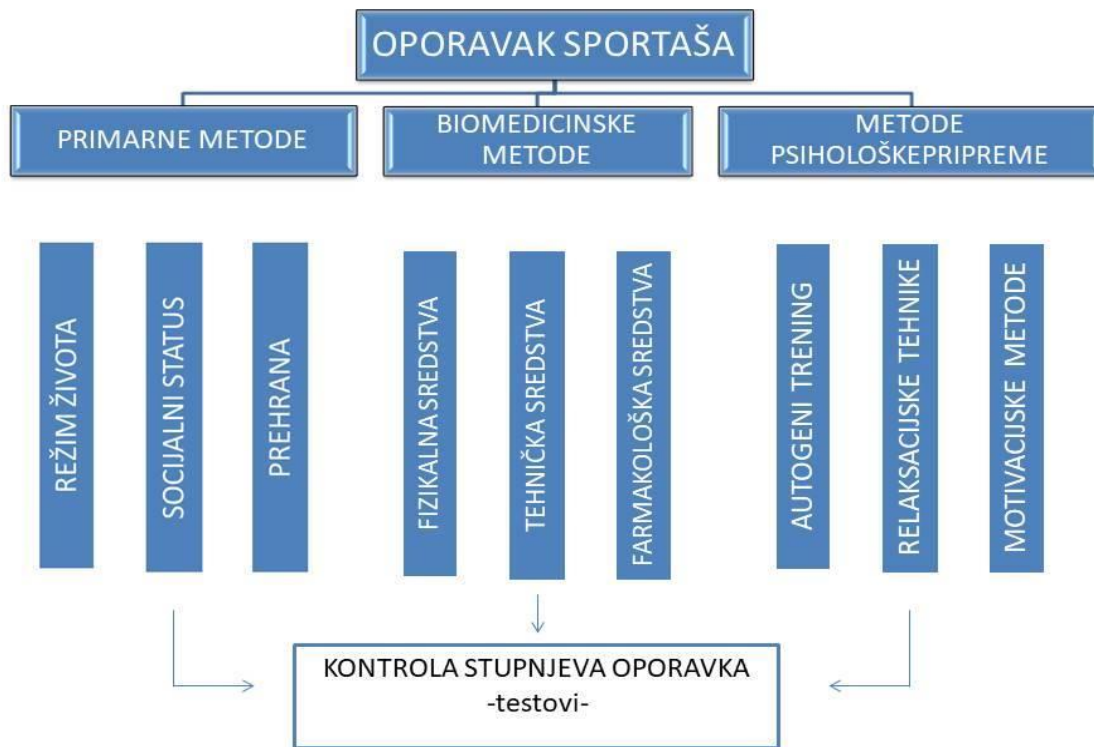 OPORAVAK SPORTAŠA
PRIMARNE METODE
BIOMEDICINSKE
METODE
METODE
PSIHOLOŠKEPRIPREME
REŽIM ŽIVOTA
SOCIJALNI STATUS
PREHRANA
FIZIKALNA SREDSTVA
TEHNIČKA SREDSTVA
FARMAKOLOŠKA SREDSTVA
AUTOGENI TRENING
RELAKSACIJSKE TEHNIKE
MOTIVACIJSKE METODE
KONTROLA STUPNJEVA OPORAVKA
-testovi-